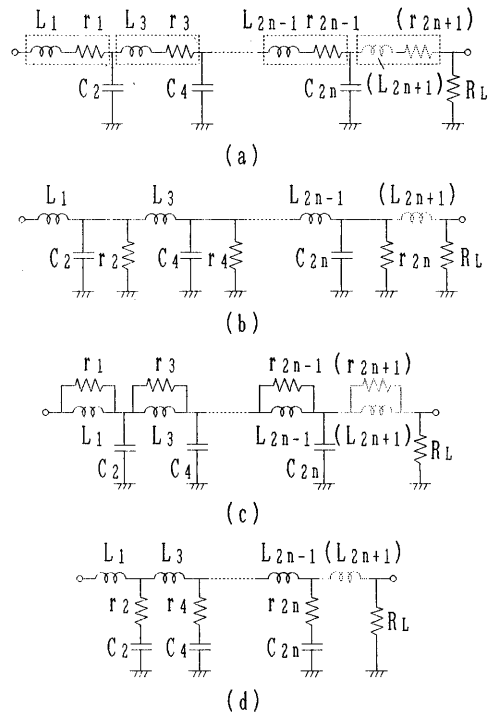 L1 r1 L3 r3 L2n-1 r2n-1 (r2n+1)
C2 C4 C2n (L2n+1) RL
(a)
L1 L3 L2n-1 (L2n+1)
C2 r2 C4 r4 C2n r2n RL
(b)
r1 r3 r2n-1 (r2n+1)
L1 L3 L2n-1 (L2n+1)
C2 C4 C2n RL
(c)
L1 L3 L2n-1 (L2n+1)
r2 r4 r2n RL
C2 C4 C2n
(d)